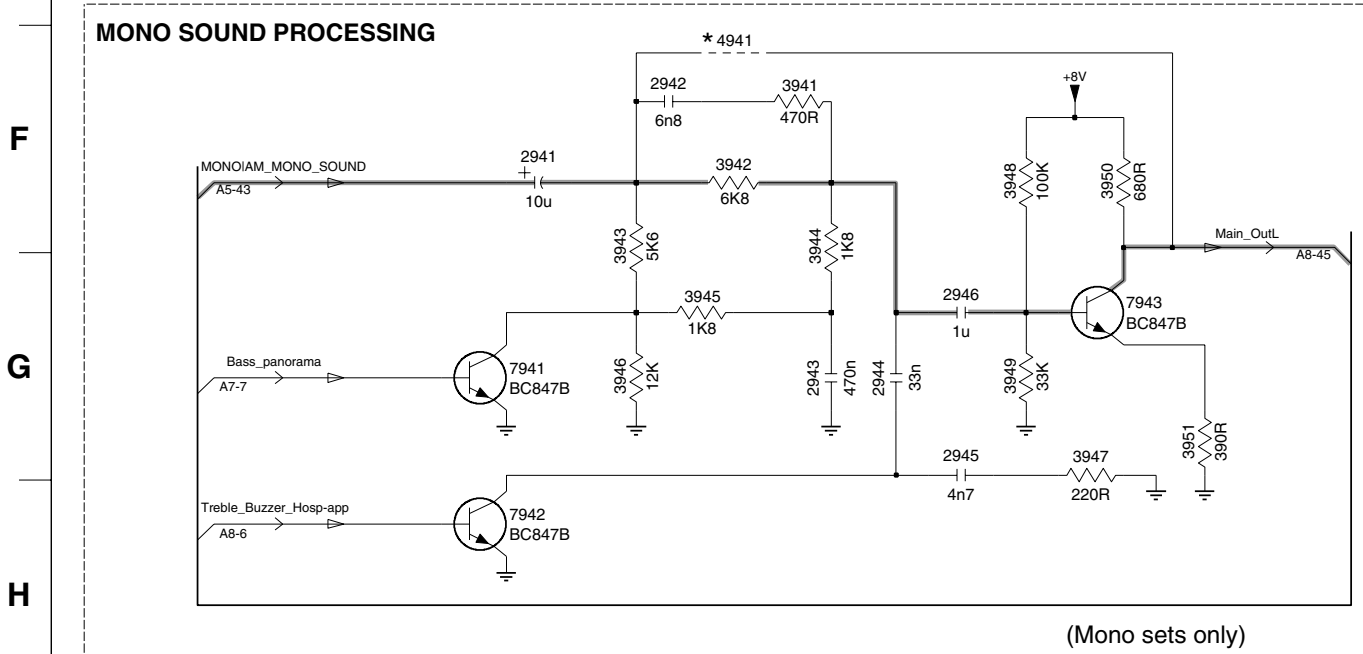 MONO SOUND PROCESSING
* 4941
+8V
2942
6n8
3941
470R
F
MONO|AM_MONO_SOUND
A5-43
+
2941
10u
3942
6K8
3948
100K
3950
680R
3943
5K6
3944
1K8
Main_OutL
A8-45
3945
1K8
2946
1u
7943
BC847B
G
Bass_panorama
A7-7
7941
BC847B
3946
12K
2943
470n
2944
33n
3949
33K
3951
390R
2945
4n7
3947
220R
Treble_Buzzer_Hosp-app
A8-6
7942
BC847B
H
(Mono sets only)